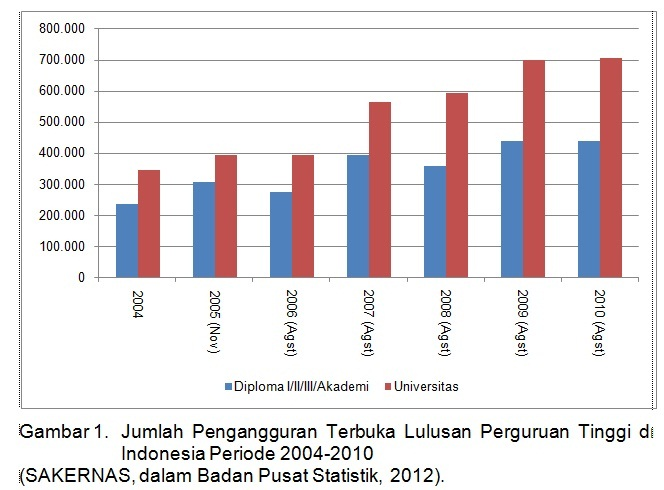 800.000
700.000
600.000
500.000
400.000
300.000
200.000
100.000
0
2004
2005 (Nov)
2006 (Agst)
2007 (Agst)
2008 (Agst)
2009 (Agst)
2010 (Agst)
Diploma I/II/III/Akademi Universitas
Gambar 1. Jumlah Pengangguran Terbuka Lulusan Perguruan Tinggi d
Indonesia Periode 2004-2010
(SAKERNAS, dalam Badan Pusat Statistik, 2012).